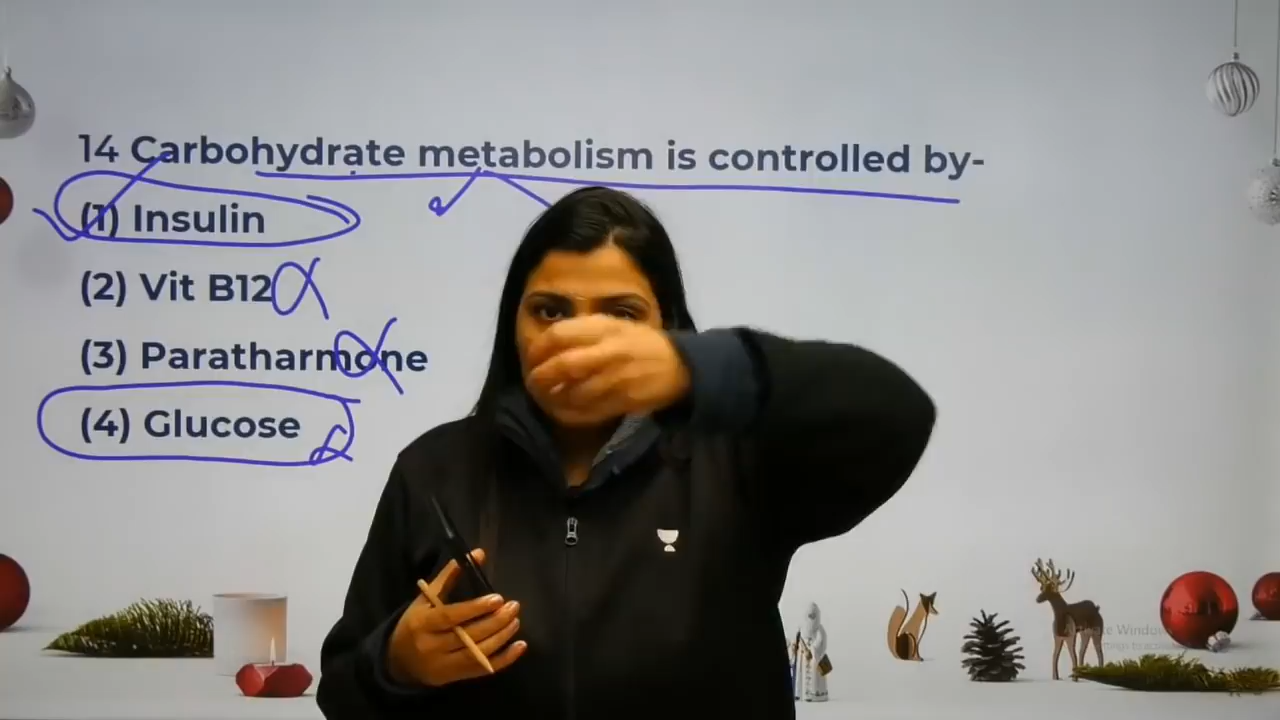 14 Carbohydrate metabolism is controlled by-
(1) Insulin
(2) Vit B12
(3) Paratharmone
(4) Glucose